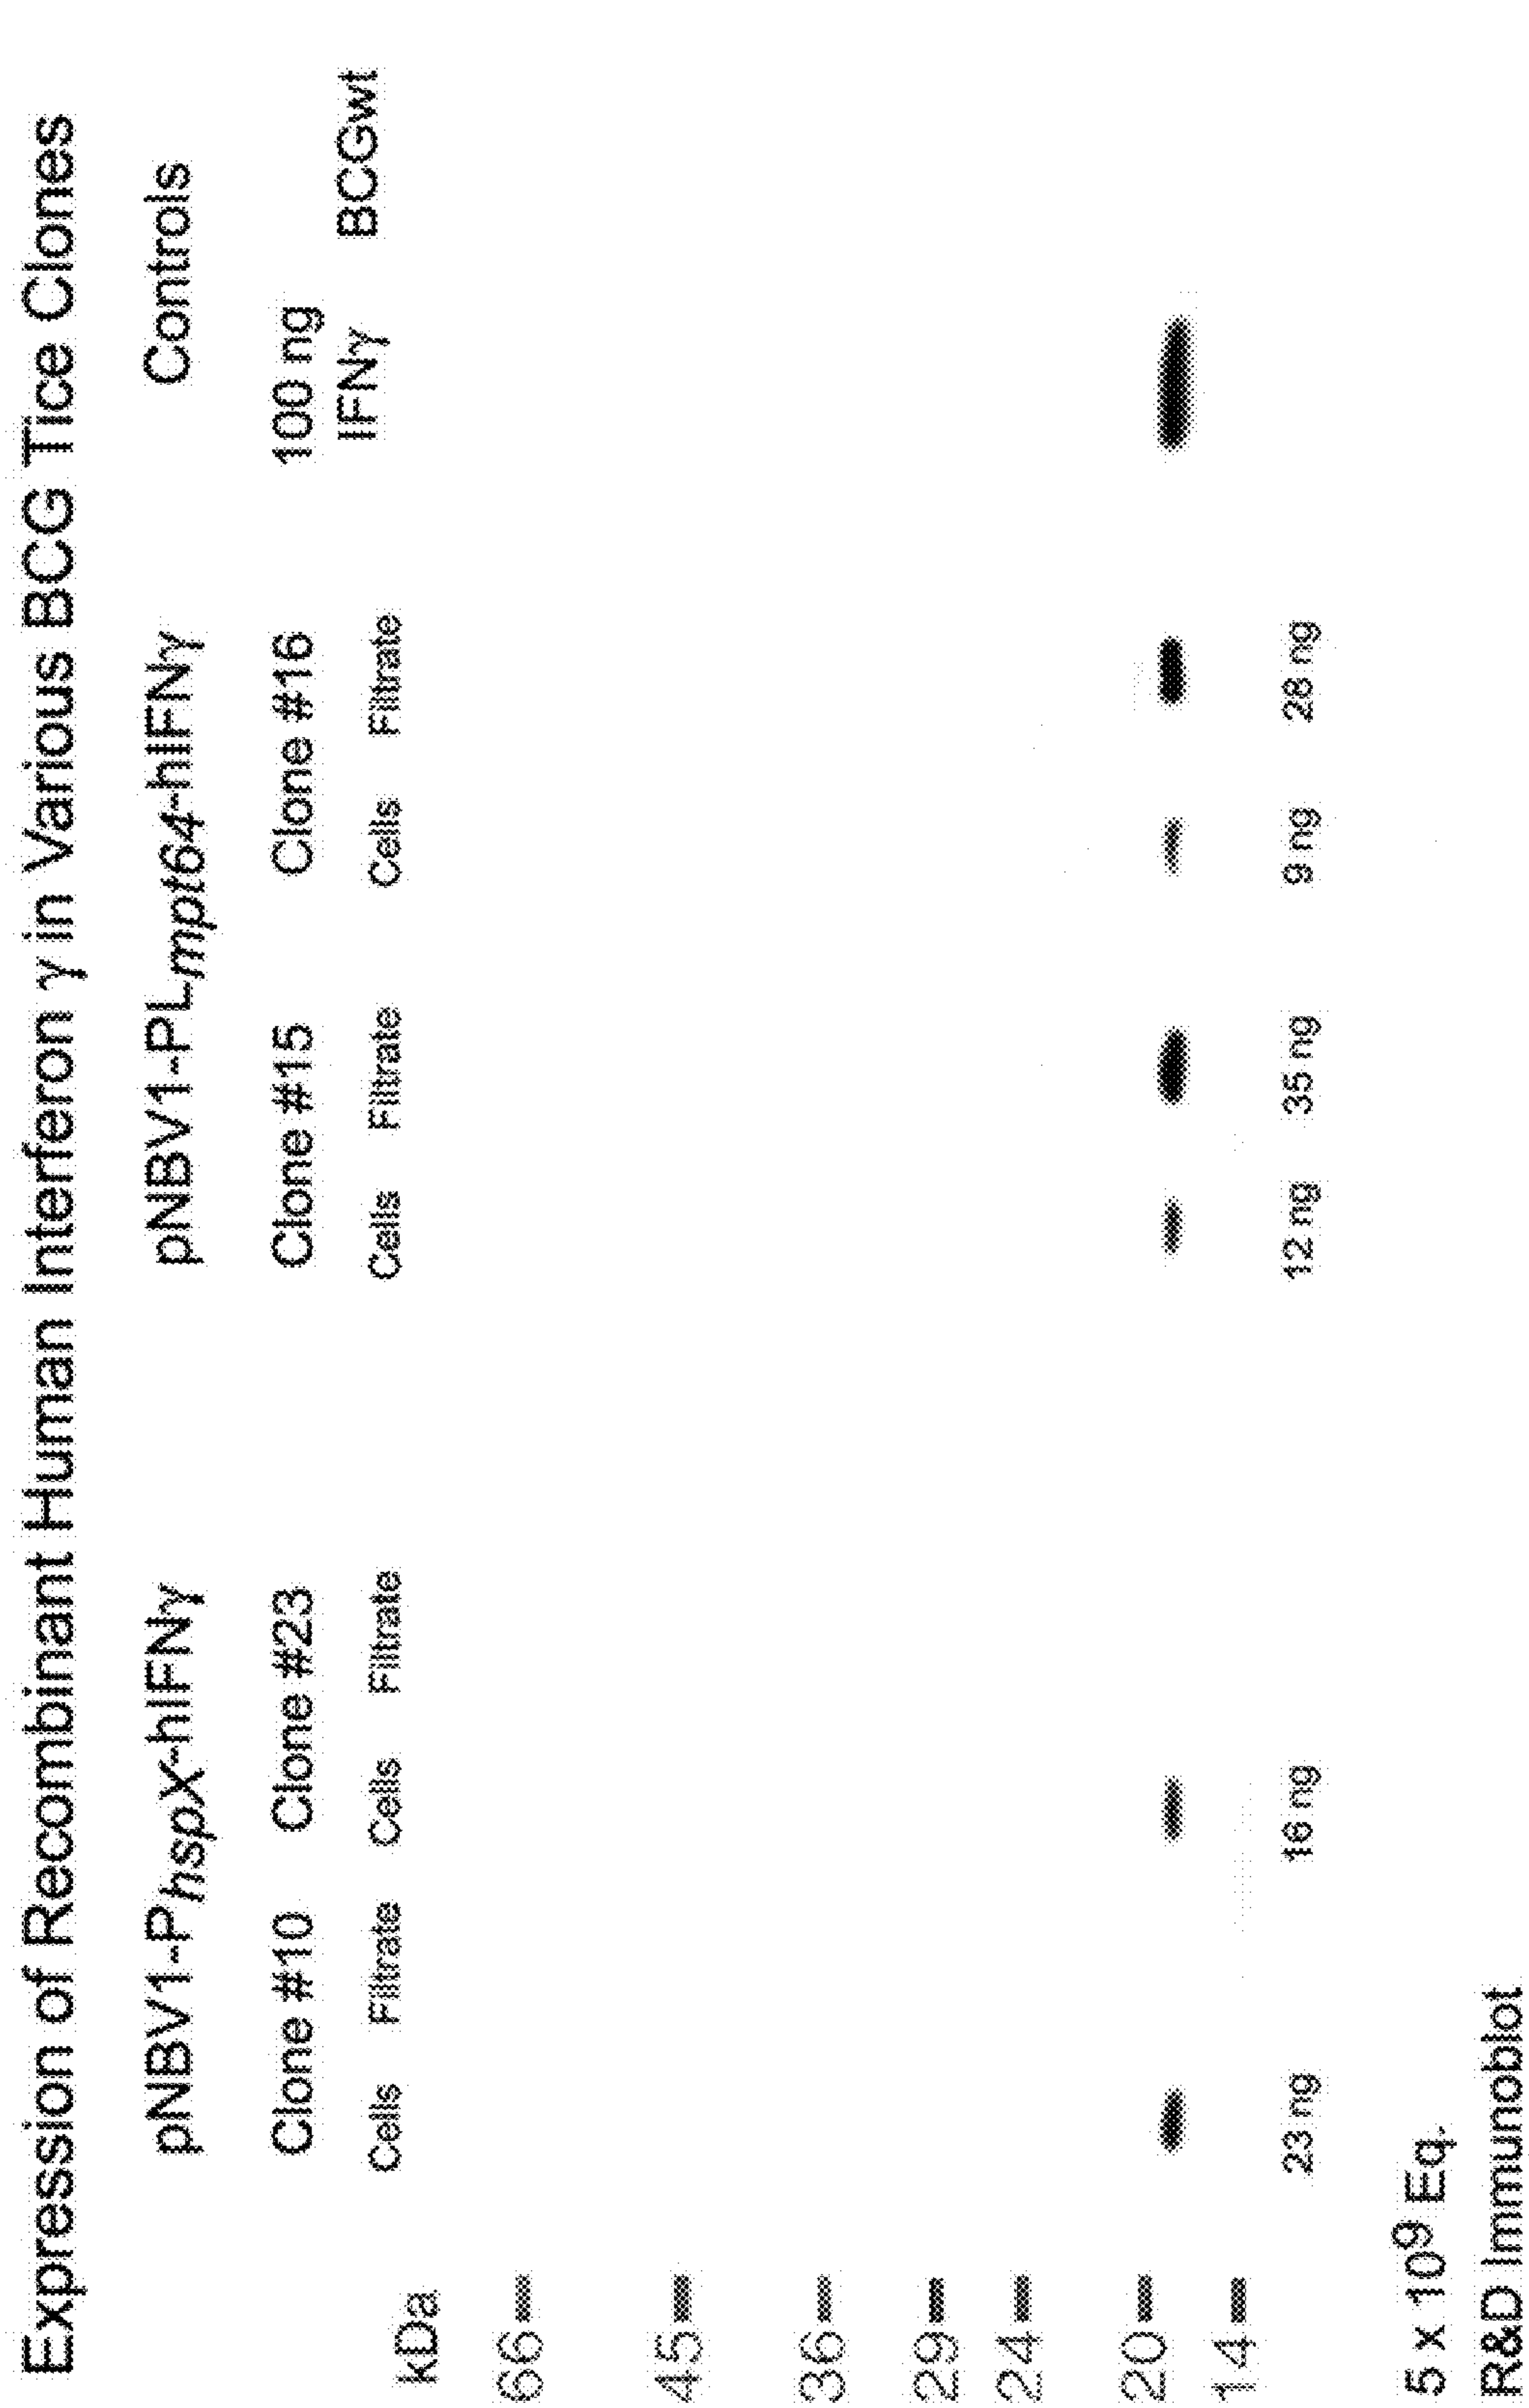 Expression of Recombinant Human Interferon γ in Various BCG Tice Clones
pNBV1-PhspX-hIFNγ pNBV1-PLmpt64-hIFNγ Controls
Clone #10 Clone #23 Clone #15 Clone #16 100 ng IFNγ BCGwt
Cells Filtrate Cells Filtrate Cells Filtrate Cells Filtrate
kDa
66
45
36
29
24
20
14
23 ng 16 ng 12 ng 35 ng 9 ng 28 ng
5 x 10⁹ Eq.
R&D Immunoblot